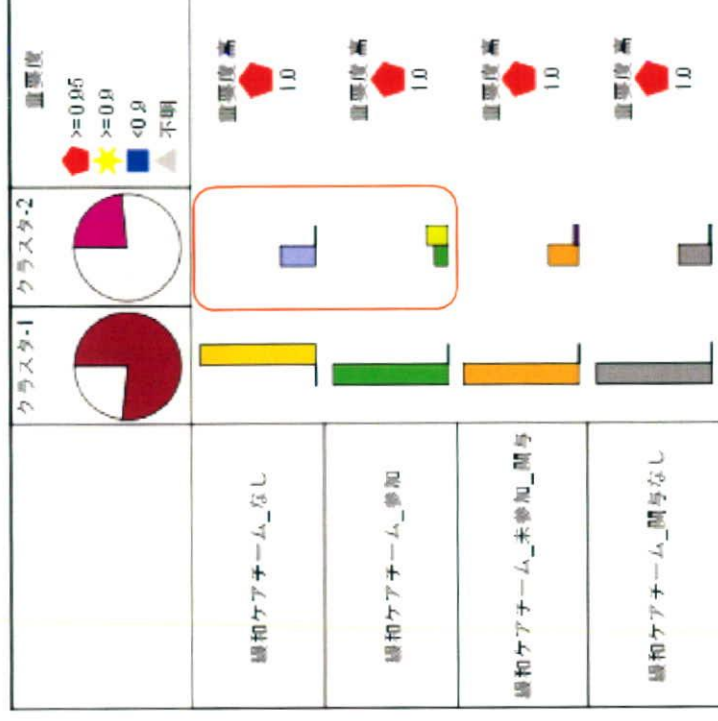 クラスタ-1
クラスタ-2
重要度
>=0.95
>=0.9
<0.9
不明
緩和ケアチーム_なし
重要度 高
1.0
緩和ケアチーム_参加
重要度 高
1.0
緩和ケアチーム_未参加_関与
重要度 高
1.0
緩和ケアチーム_関与なし
重要度 高
1.0